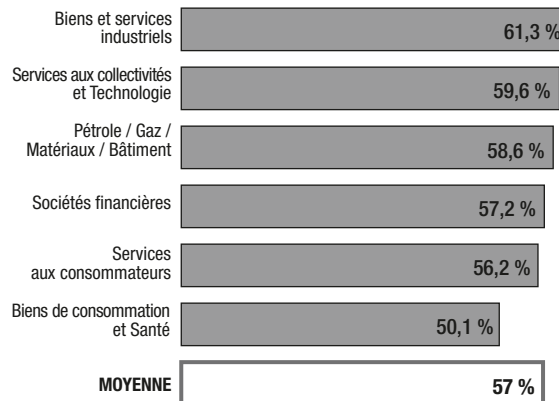 Biens et services
industriels
61,3 %
Services aux collectivités
et Technologie
59,6 %
Pétrole / Gaz /
Matériaux / Bâtiment
58,6 %
Sociétés financières
57,2 %
Services
aux consommateurs
56,2 %
Biens de consommation
et Santé
50,1 %
MOYENNE
57 %